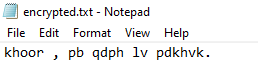 encrypted.txt - Notepad
File Edit Format View Help
khoor , pb qdph lv pdkhvk.